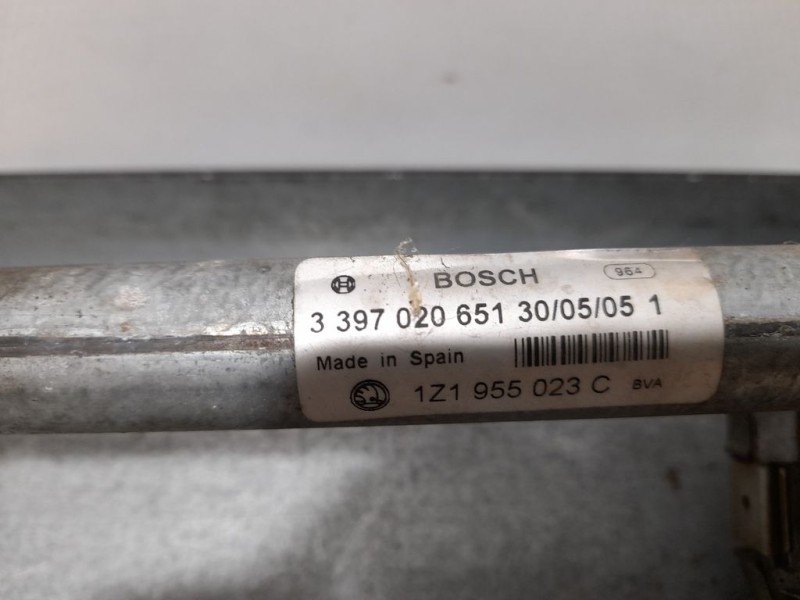 BOSCH 964
3 397 020 651 30/05/05 1
Made in Spain
1Z1 955 023 C BVA